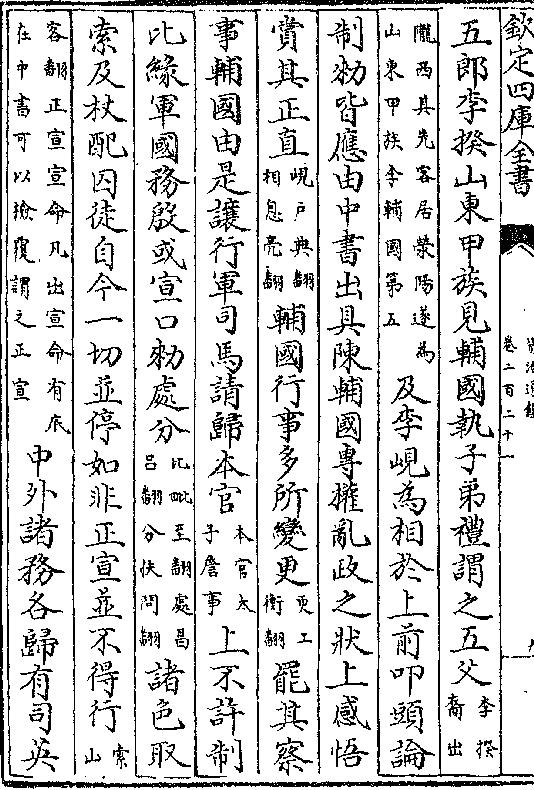 欽定四庫全書
卷二百二十一
五郎李揆山東甲族見輔國執子弟禮謂之五父李揆裔出
隴西其先客居滎陽遂為山東甲族李輔國第五及李峴為相於上前叩頭論
制勑皆應由中書出具陳輔國專權亂政之狀上感悟
賞其正直峴户典翻相息亮翻輔國行事多所變更更工衡翻罷其察
事輔國由是讓行軍司馬請歸本官本官太子詹事上不許制
比緣軍國務殷或宣口勑處分比毗至翻處昌呂翻分扶問翻諸色取
索及杖配囚徒自今一切並停如非正宣並不得行索山
客翻正宣宣命凡出宣命有底在中書可以檢覆謂之正宣中外諸務各歸有司英